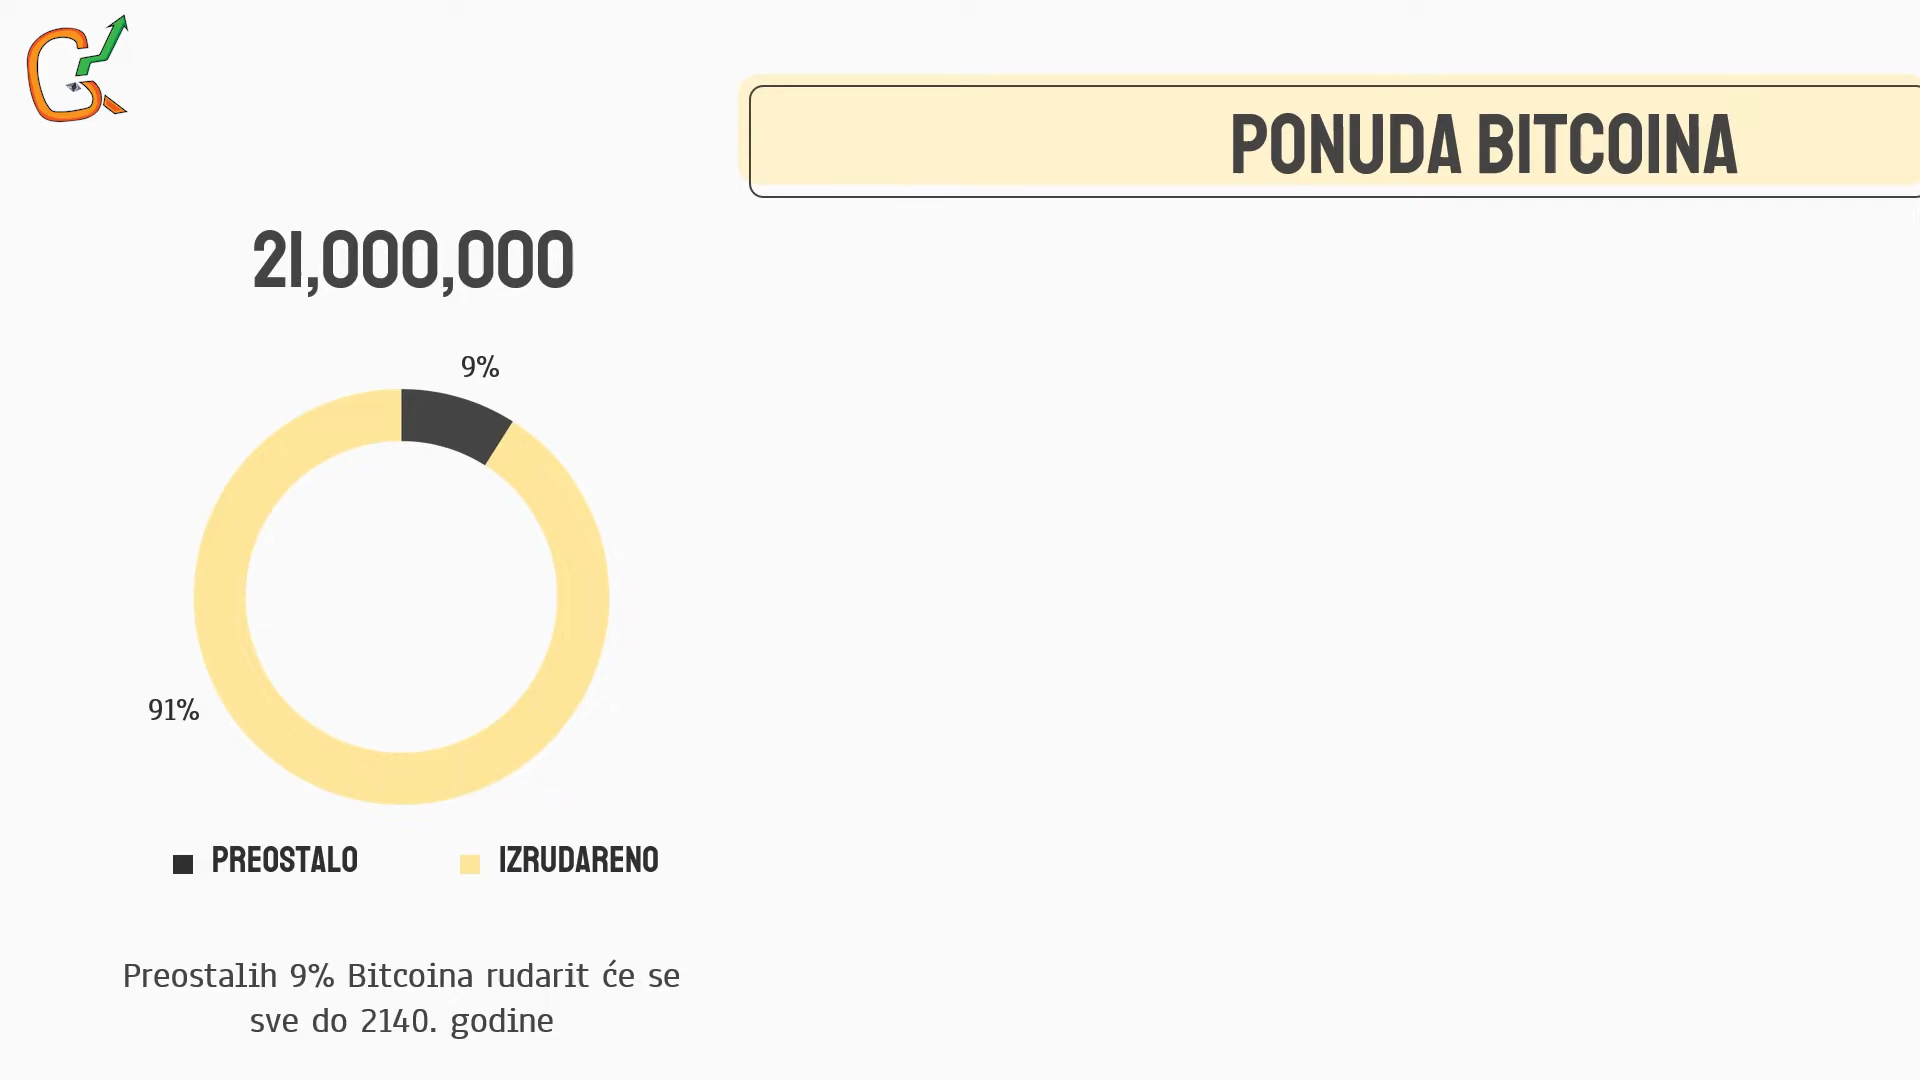 PONUDA BITCOINA
21,000,000
9%
91%
PREOSTALO
IZRUDARENO
Preostalih 9% Bitcoina rudarit će se
sve do 2140. godine